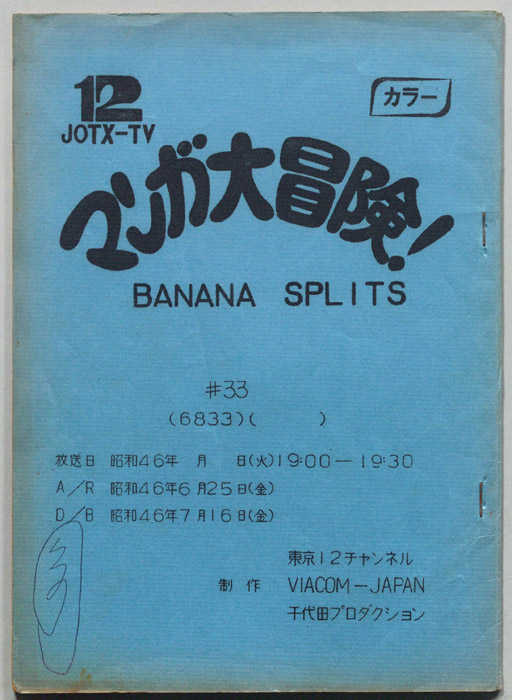 12
JOTX-TV
カラー
マンガ大冒険!
BANANA SPLITS
#33
(6833)( )
放送日 昭和46年 月 日(火)19:00—19:30
A/R 昭和46年6月25日(金)
D/B 昭和46年7月16日(金)
東京12チャンネル
制作 VIACOM-JAPAN
千代田プロダクション